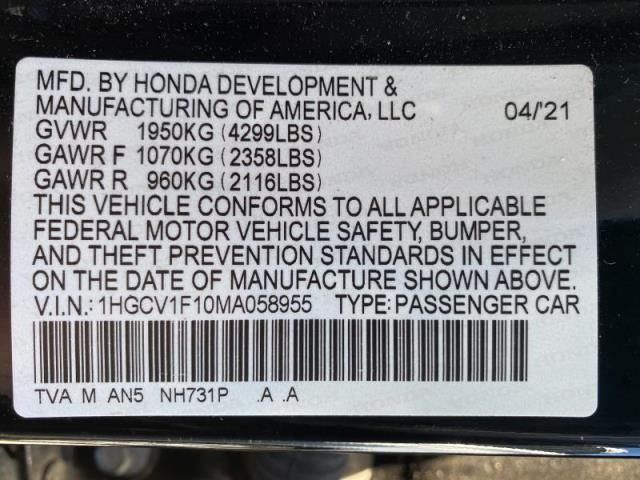 MFD. BY HONDA DEVELOPMENT &
MANUFACTURING OF AMERICA, LLC 04/'21
GVWR 1950KG (4299LBS)
GAWR F 1070KG (2358LBS)
GAWR R 960KG (2116LBS)
THIS VEHICLE CONFORMS TO ALL APPLICABLE
FEDERAL MOTOR VEHICLE SAFETY, BUMPER,
AND THEFT PREVENTION STANDARDS IN EFFECT
ON THE DATE OF MANUFACTURE SHOWN ABOVE.
V.I.N.: 1HGCV1F10MA058955 TYPE: PASSENGER CAR
TVA M AN5 NH731P .A .A